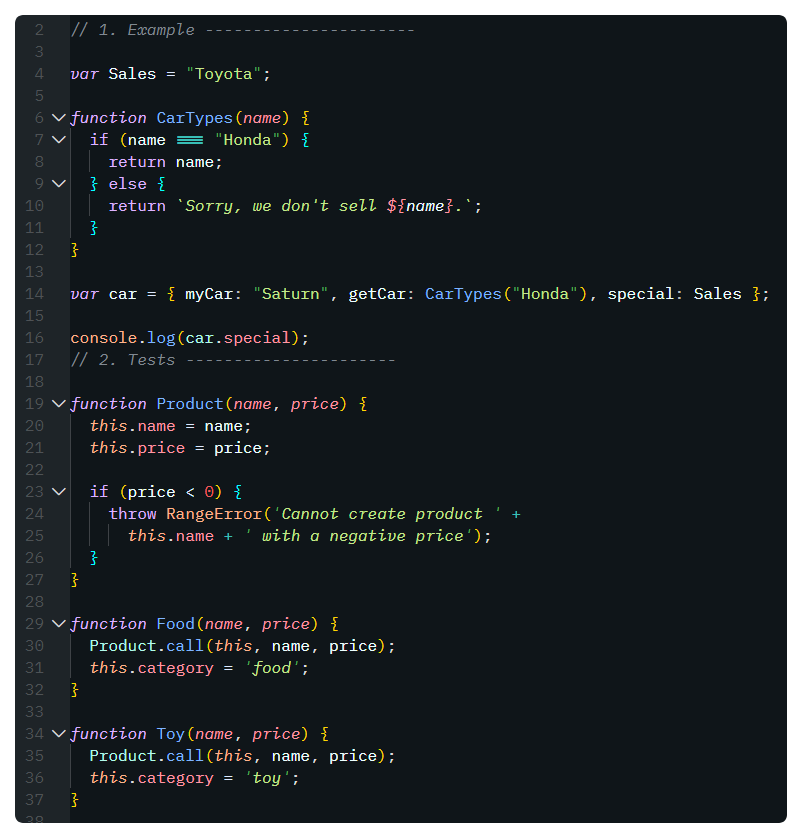 2 // 1. Example ----------------------
3
4 var Sales = "Toyota";
5
6 function CarTypes(name) {
7   if (name === "Honda") {
8     return name;
9   } else {
10     return `Sorry, we don't sell ${name}.`;
11   }
12 }
13
14 var car = { myCar: "Saturn", getCar: CarTypes("Honda"), special: Sales };
15
16 console.log(car.special);
17 // 2. Tests ----------------------
18
19 function Product(name, price) {
20   this.name = name;
21   this.price = price;
22
23   if (price < 0) {
24     throw RangeError('Cannot create product ' +
25       this.name + ' with a negative price');
26   }
27 }
28
29 function Food(name, price) {
30   Product.call(this, name, price);
31   this.category = 'food';
32 }
33
34 function Toy(name, price) {
35   Product.call(this, name, price);
36   this.category = 'toy';
37 }
38